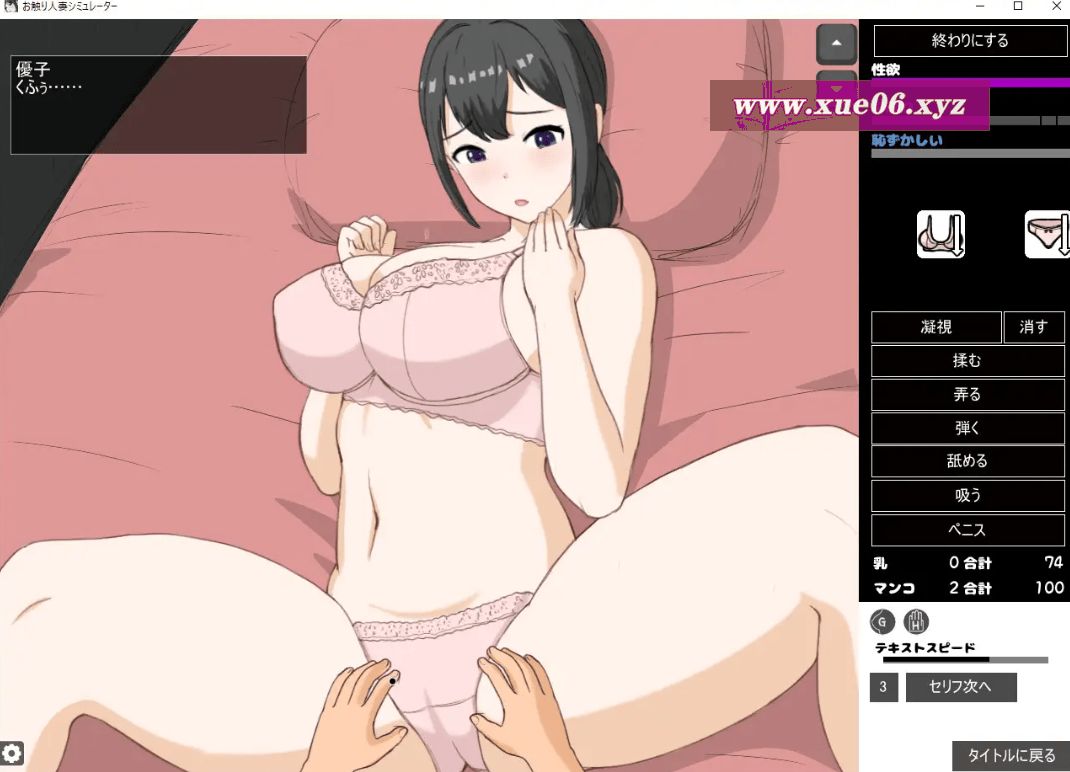 お触り人妻シミュレーター
優子
くふぅ……
終わりにする
性欲
www.xue06.xyz
恥ずかしい
凝視
消す
揉む
弄る
弾く
舐める
吸う
ペニス
乳 0 合計 74
マンコ 2 合計 100
G H
テキストスピード
3 セリフ次へ
タイトルに戻る